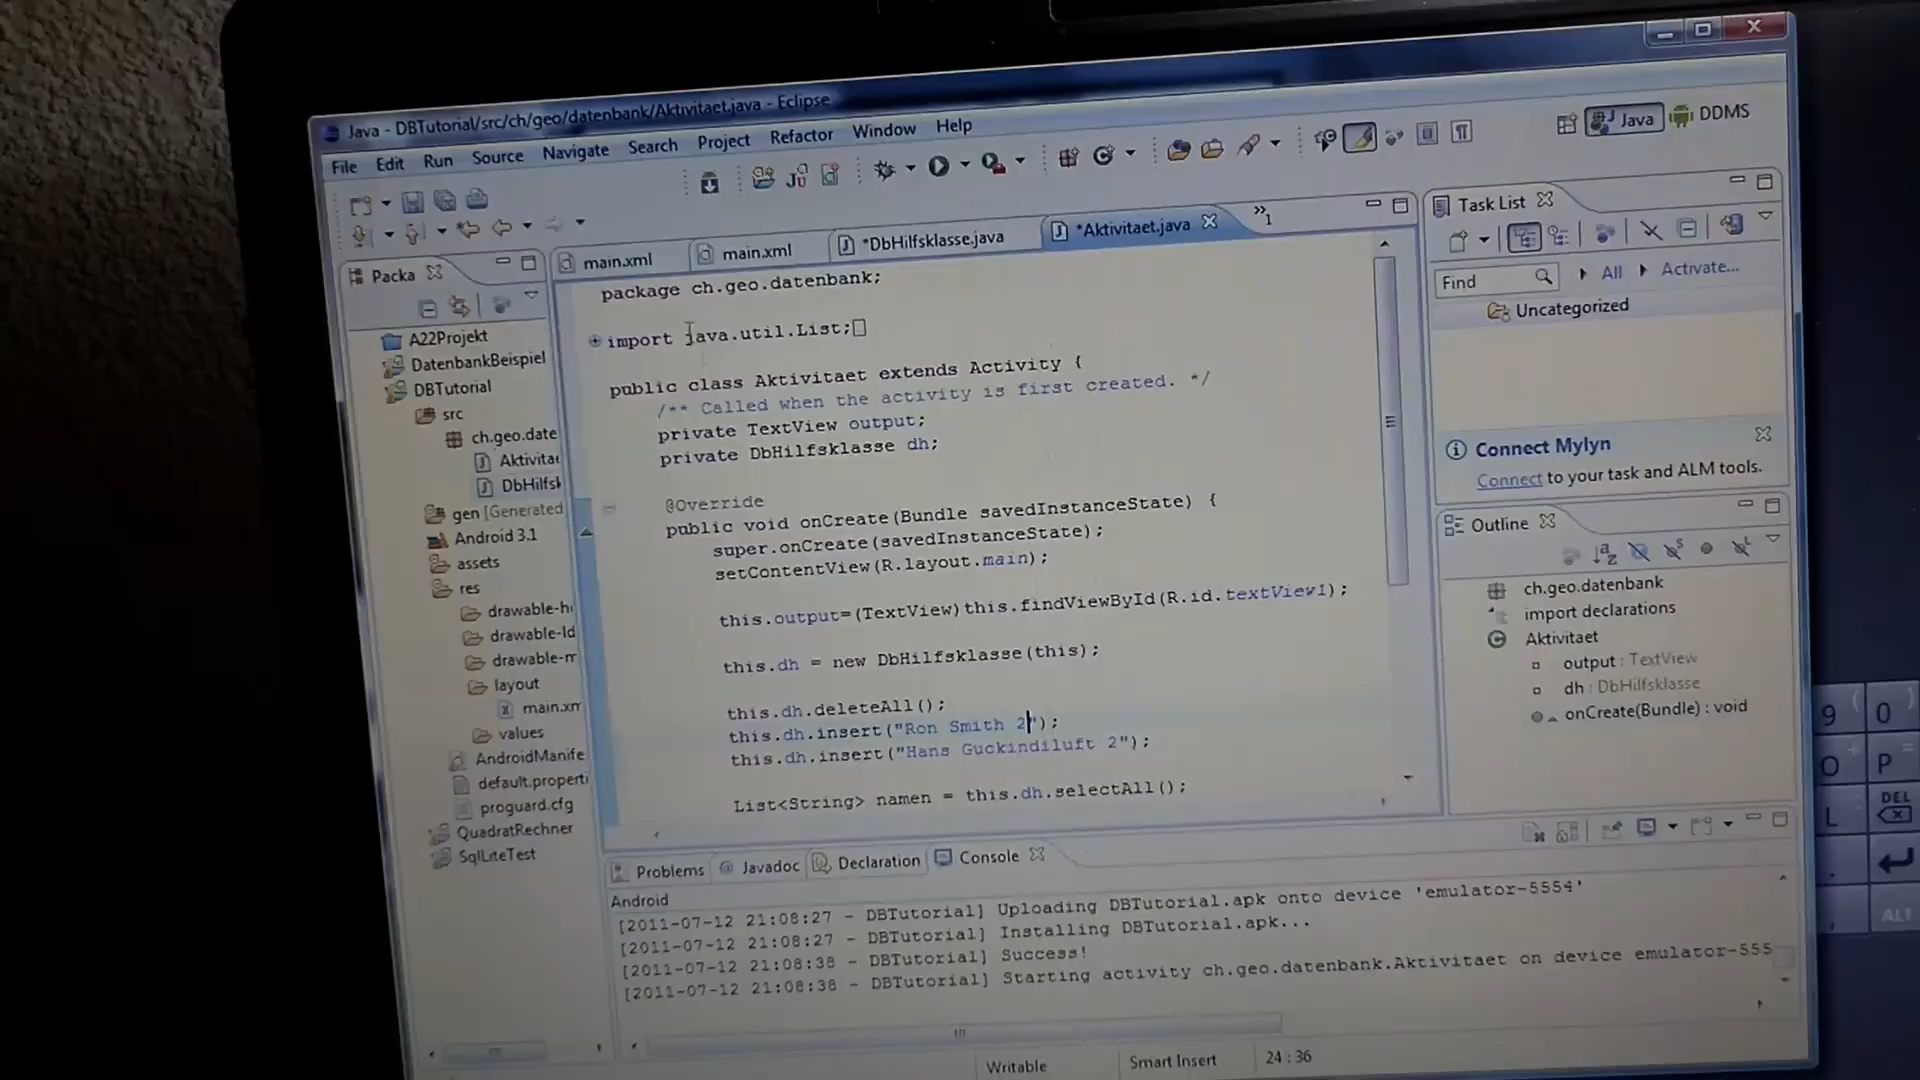 Java - DBTutorial/src/ch/geo/datenbank/Aktivitaet.java - Eclipse
File Edit Run Source Navigate Search Project Refactor Window Help
Java DDMS
Packa
A22Projekt
DatenbankBeispiel
DBTutorial
src
ch.geo.date
Aktivitae
DbHilfsk
gen [Generated
Android 3.1
assets
res
drawable-h
drawable-ld
drawable-m
layout
main.xm
values
AndroidManife
default.properti
proguard.cfg
QuadratRechner
SqlLiteTest
main.xml main.xml *DbHilfsklasse.java *Aktivitaet.java »1
package ch.geo.datenbank;
import java.util.List;
public class Aktivitaet extends Activity {
/** Called when the activity is first created. */
private TextView output;
private DbHilfsklasse dh;
@Override
public void onCreate(Bundle savedInstanceState) {
super.onCreate(savedInstanceState);
setContentView(R.layout.main);
this.output=(TextView)this.findViewById(R.id.textView1);
this.dh = new DbHilfsklasse(this);
this.dh.deleteAll();
this.dh.insert("Ron Smith 2");
this.dh.insert("Hans Guckindiluft 2");
List<String> namen = this.dh.selectAll();
Task List
Find All Activate...
Uncategorized
Connect Mylyn
Connect to your task and ALM tools.
Outline
ch.geo.datenbank
import declarations
Aktivitaet
output : TextView
dh : DbHilfsklasse
onCreate(Bundle) : void
Problems @ Javadoc Declaration Console
Android
[2011-07-12 21:08:27 - DBTutorial] Uploading DBTutorial.apk onto device 'emulator-5554'
[2011-07-12 21:08:27 - DBTutorial] Installing DBTutorial.apk...
[2011-07-12 21:08:38 - DBTutorial] Success!
[2011-07-12 21:08:38 - DBTutorial] Starting activity ch.geo.datenbank.Aktivitaet on device emulator-555
Writable Smart Insert 24 : 36
9 ( 0 )
O + P
L DEL
. 
, ALT